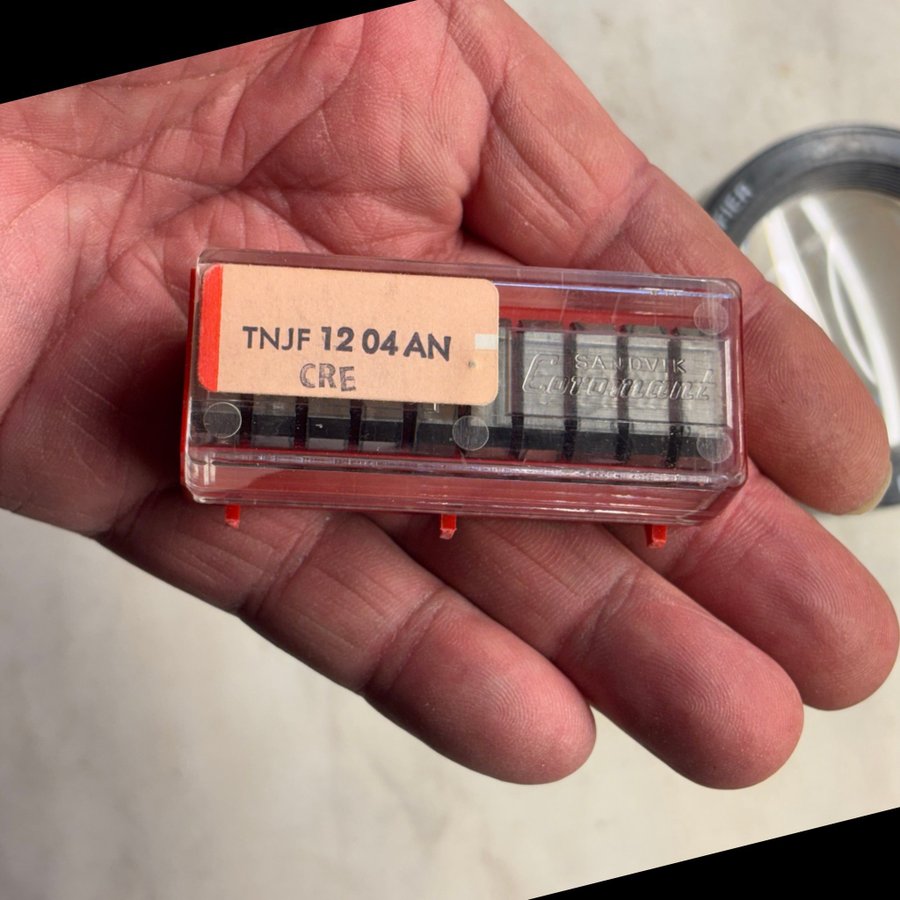 TNJF 12 04 AN
CRE
SANDVIK
Coromant